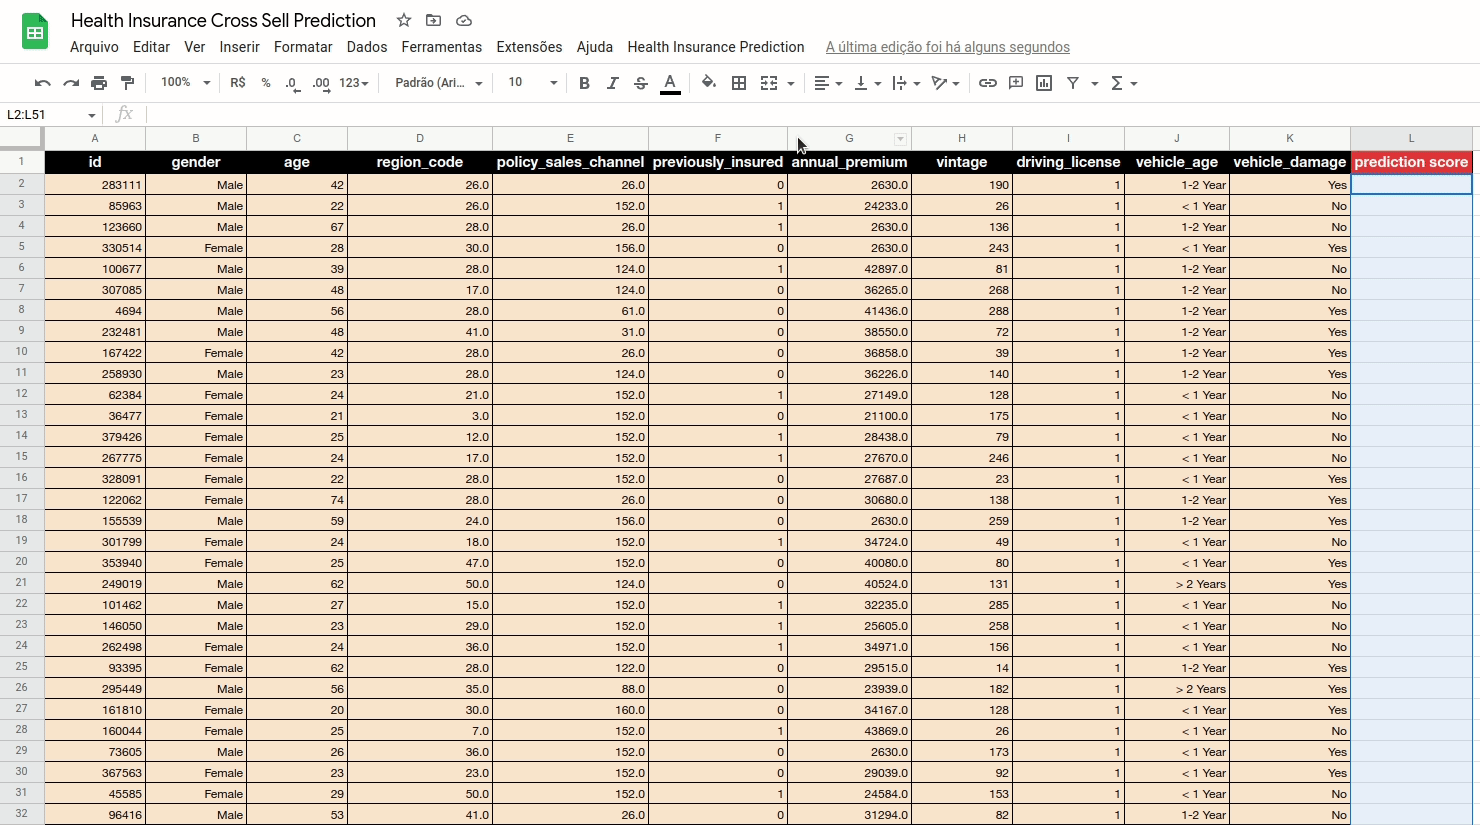 Health Insurance Cross Sell Prediction
Arquivo Editar Ver Inserir Formatar Dados Ferramentas Extensões Ajuda Health Insurance Prediction A última edição foi há alguns segundos
100% R$ % .0 .00 123 Padrão (Ari... 10 B I S A
L2:L51 fx
A B C D E F G H I J K L
1 id gender age region_code policy_sales_channel previously_insured annual_premium vintage driving_license vehicle_age vehicle_damage prediction score
2 283111 Male 42 26.0 26.0 0 2630.0 190 1 1-2 Year Yes
3 85963 Male 22 26.0 152.0 1 24233.0 26 1 < 1 Year No
4 123660 Male 67 28.0 26.0 1 2630.0 136 1 1-2 Year No
5 330514 Female 28 30.0 156.0 0 2630.0 243 1 < 1 Year Yes
6 100677 Male 39 28.0 124.0 1 42897.0 81 1 1-2 Year No
7 307085 Male 48 17.0 124.0 0 36265.0 268 1 1-2 Year No
8 4694 Male 56 28.0 61.0 0 41436.0 288 1 1-2 Year Yes
9 232481 Male 48 41.0 31.0 0 38550.0 72 1 1-2 Year Yes
10 167422 Female 42 28.0 26.0 0 36858.0 39 1 1-2 Year Yes
11 258930 Male 23 28.0 124.0 0 36226.0 140 1 1-2 Year Yes
12 62384 Female 24 21.0 152.0 1 27149.0 128 1 < 1 Year No
13 36477 Female 21 3.0 152.0 0 21100.0 175 1 < 1 Year No
14 379426 Female 25 12.0 152.0 1 28438.0 79 1 < 1 Year No
15 267775 Female 24 17.0 152.0 1 27670.0 246 1 < 1 Year No
16 328091 Female 22 28.0 152.0 0 27687.0 23 1 < 1 Year Yes
17 122062 Female 74 28.0 26.0 0 30680.0 138 1 1-2 Year Yes
18 155539 Male 59 24.0 156.0 0 2630.0 259 1 1-2 Year Yes
19 301799 Female 24 18.0 152.0 1 34724.0 49 1 < 1 Year No
20 353940 Female 25 47.0 152.0 0 40080.0 80 1 < 1 Year Yes
21 249019 Male 62 50.0 124.0 0 40524.0 131 1 > 2 Years Yes
22 101462 Male 27 15.0 152.0 1 32235.0 285 1 < 1 Year No
23 146050 Male 23 29.0 152.0 1 25605.0 258 1 < 1 Year No
24 262498 Female 24 36.0 152.0 1 34971.0 156 1 < 1 Year No
25 93395 Female 62 28.0 122.0 0 29515.0 14 1 1-2 Year Yes
26 295449 Male 56 35.0 88.0 0 23939.0 182 1 > 2 Years Yes
27 161810 Female 20 30.0 160.0 0 34167.0 128 1 < 1 Year Yes
28 160044 Female 25 7.0 152.0 1 43869.0 26 1 < 1 Year No
29 73605 Male 26 36.0 152.0 0 2630.0 173 1 < 1 Year Yes
30 367563 Female 23 23.0 152.0 0 29039.0 92 1 < 1 Year Yes
31 45585 Female 29 50.0 152.0 1 24584.0 153 1 < 1 Year No
32 96416 Male 53 41.0 26.0 0 31294.0 82 1 1-2 Year No